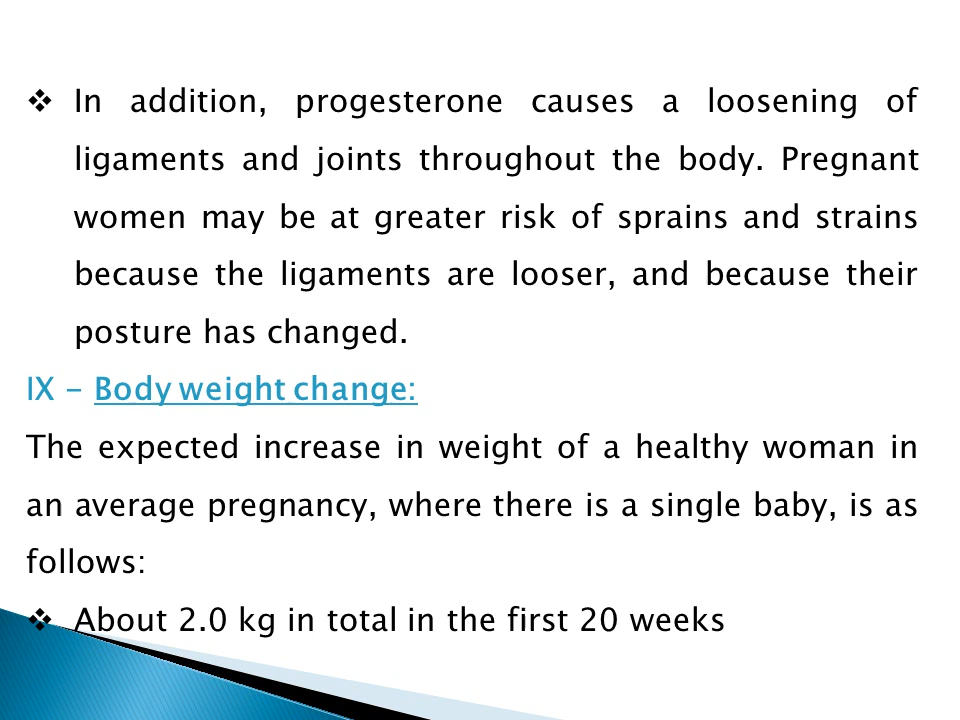 ❖ In addition, progesterone causes a loosening of
ligaments and joints throughout the body. Pregnant
women may be at greater risk of sprains and strains
because the ligaments are looser, and because their
posture has changed.
IX - Body weight change:
The expected increase in weight of a healthy woman in
an average pregnancy, where there is a single baby, is as
follows:
❖ About 2.0 kg in total in the first 20 weeks